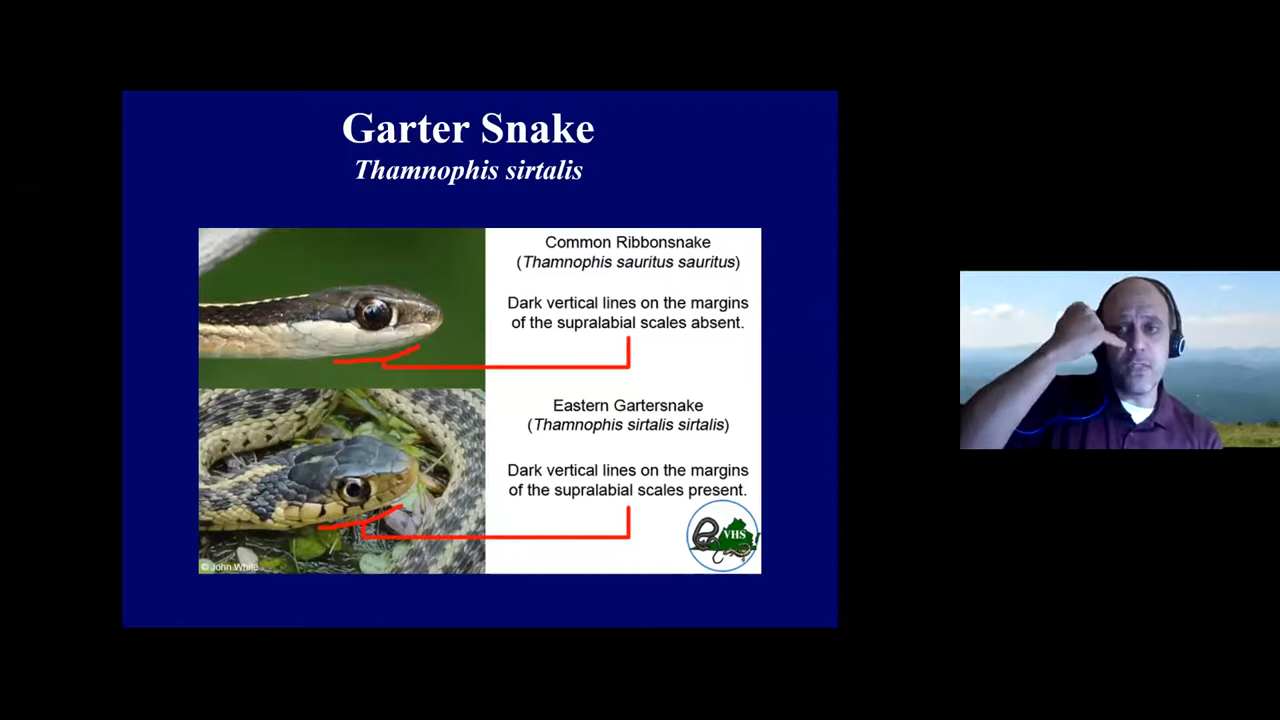 Garter Snake
Thamnophis sirtalis
Common Ribbonsnake
(Thamnophis sauritus sauritus)
Dark vertical lines on the margins
of the supralabial scales absent.
Eastern Gartersnake
(Thamnophis sirtalis sirtalis)
Dark vertical lines on the margins
of the supralabial scales present.
VHS
© John White